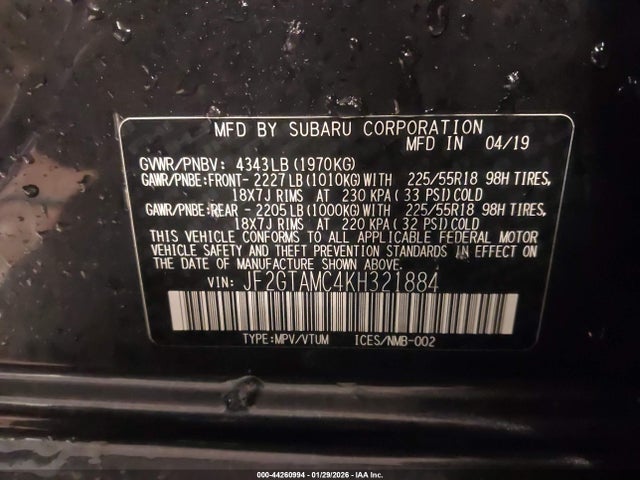 MFD BY SUBARU CORPORATION
MFD IN 04/19
GVWR/PNBV: 4343LB(1970KG)
GAWR/PNBE:FRONT-2227LB(1010KG)WITH 225/55R18 98H TIRES,
18X7J RIMS AT 230 KPA(33 PSI)COLD
GAWR/PNBE:REAR-2205LB(1000KG)WITH 225/55R18 98H TIRES,
18X7J RIMS AT 220 KPA(32 PSI)COLD
THIS VEHICLE CONFORMS TO ALL APPLICABLE FEDERAL MOTOR
VEHICLE SAFETY AND THEFT PREVENTION STANDARDS IN EFFECT ON
THE DATE OF MANUFACTURE SHOWN ABOVE.
VIN: JF2GTAMC4KH321884
TYPE:MPV/VTUM ICES/NMB-002
000-44260994 | 01/29/2026 - IAA Inc.